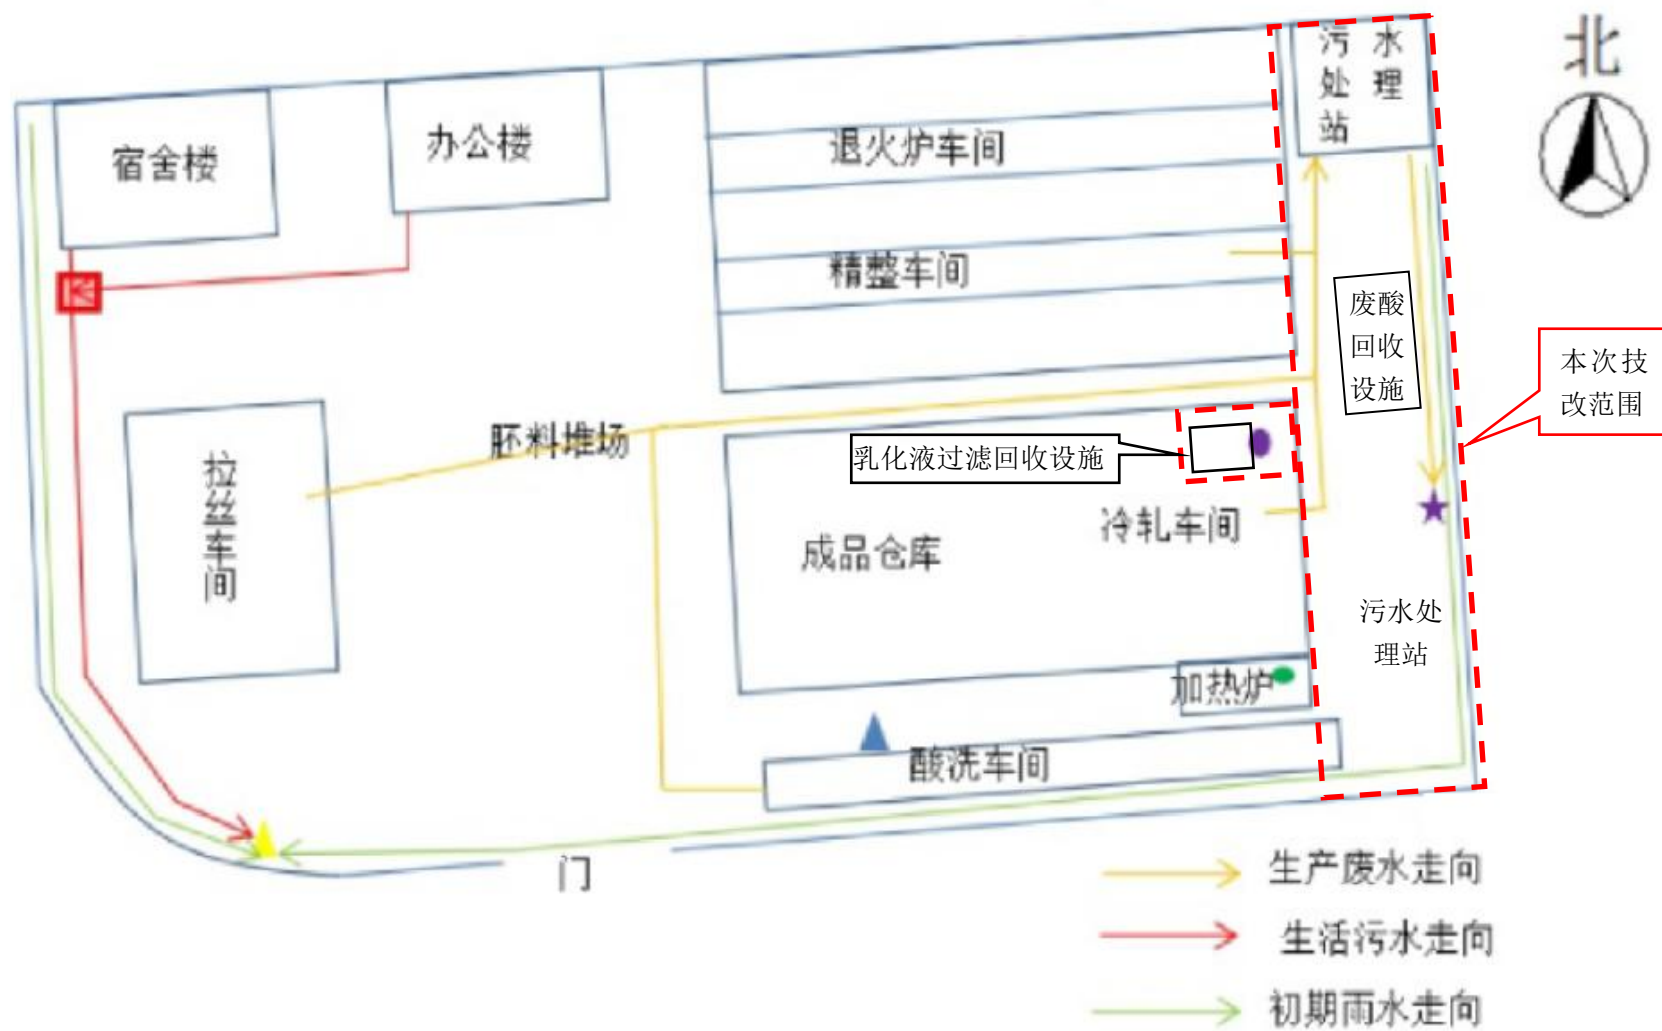 污 水
处 理
站
北
宿舍楼
办公楼
退火炉车间
精整车间
废酸
回收
设施
本次技
改范围
胚料堆场
乳化液过滤回收设施
拉丝车间
冷轧车间
成品仓库
污水处
理站
加热炉
酸洗车间
门
生产废水走向
生活污水走向
初期雨水走向